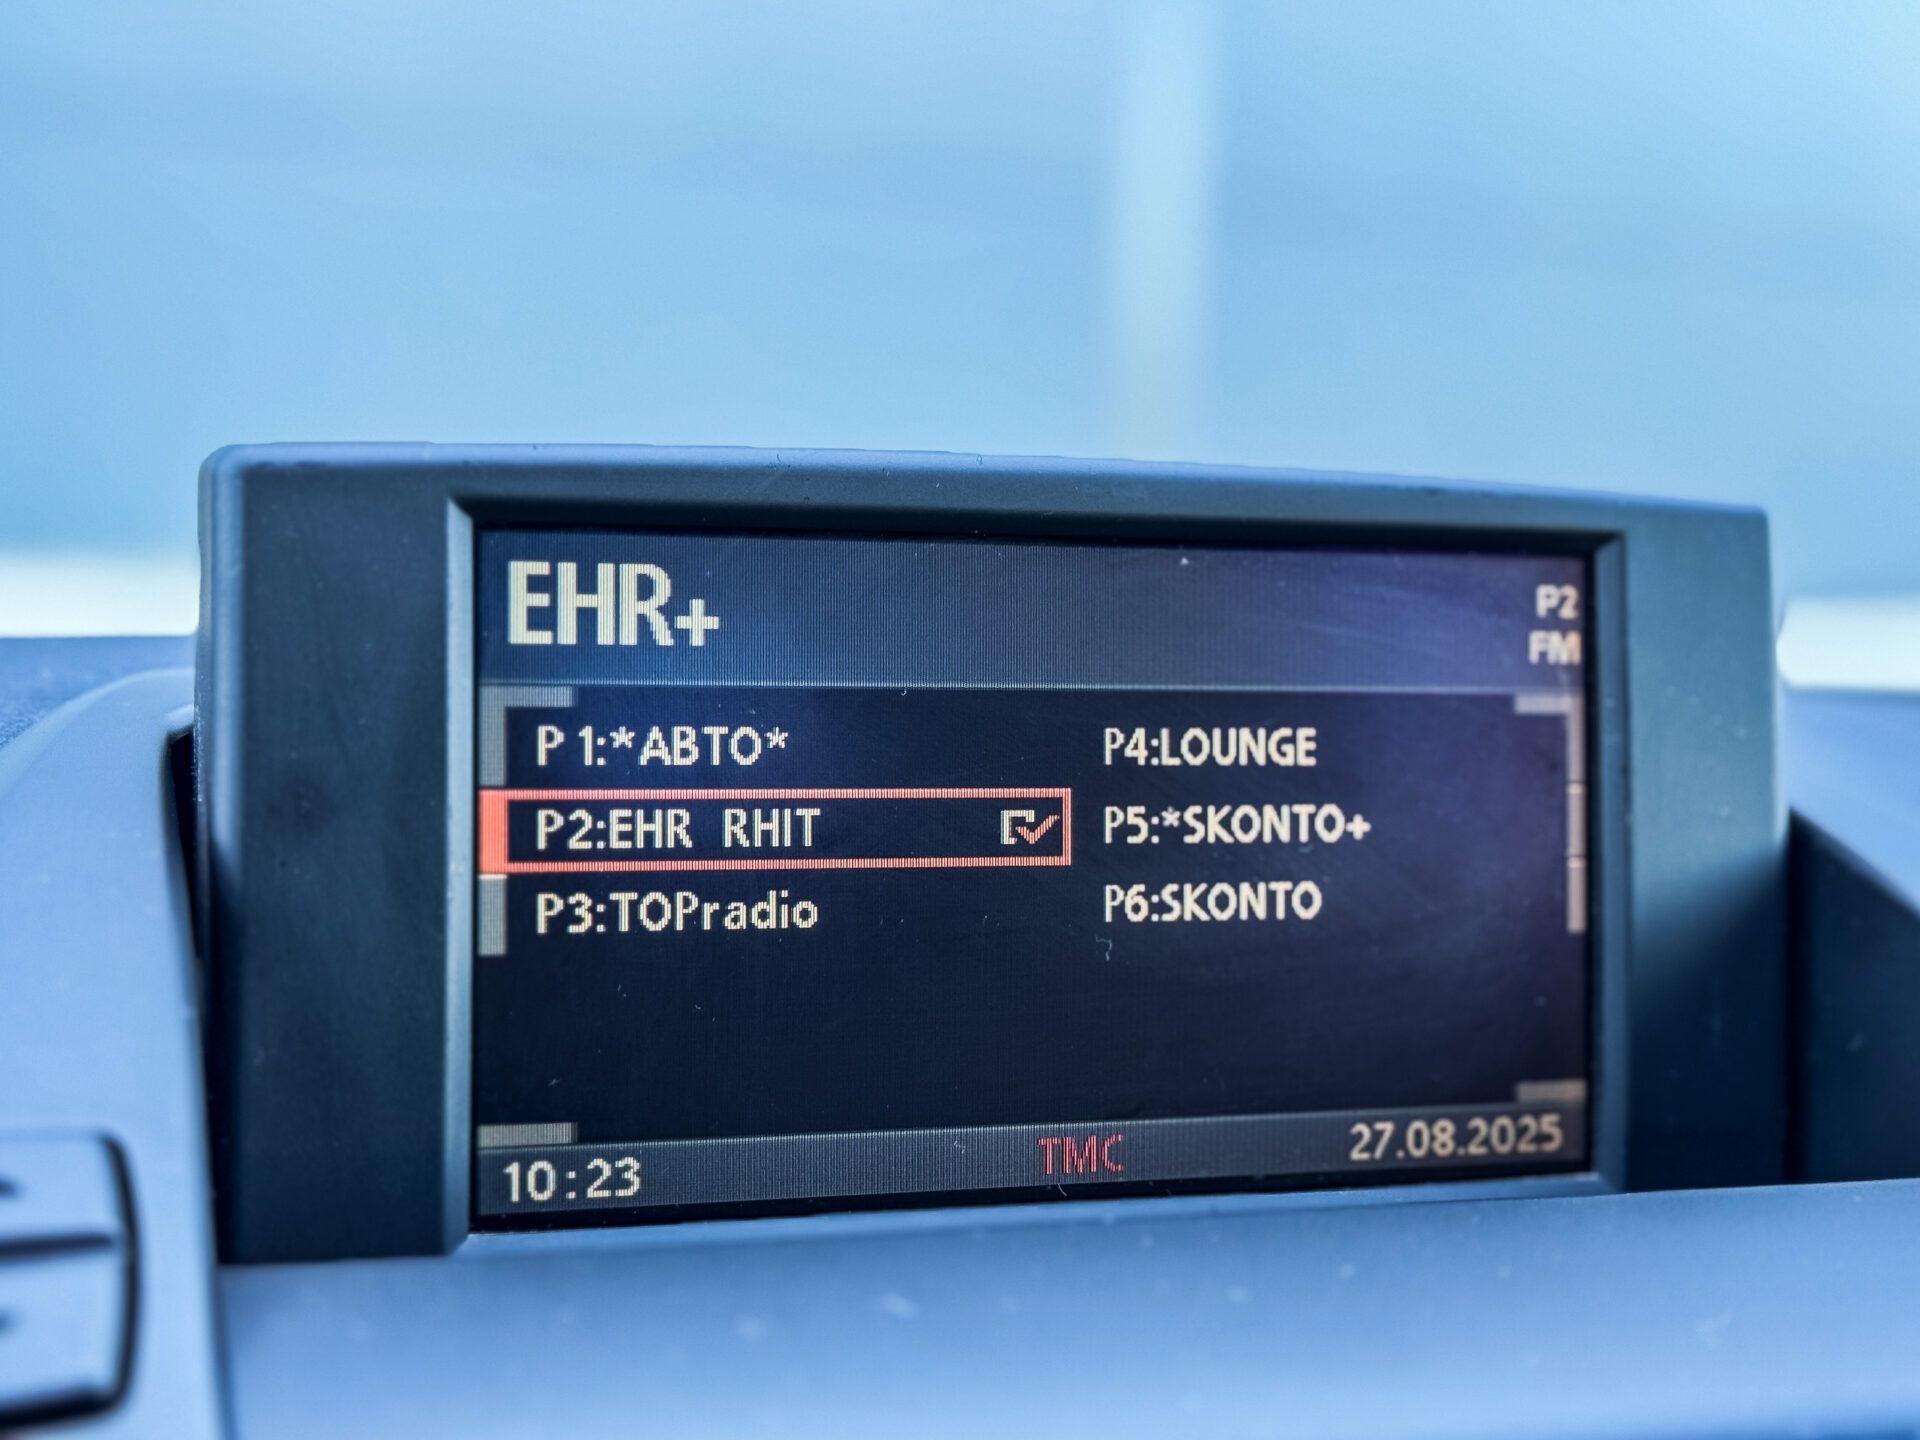 EHR+
P2
FM
P1:*ABTO*
P2:EHR RHIT
P3:TOPradio
P4:LOUNGE
P5:*SKONTO+
P6:SKONTO
10:23
TMC
27.08.2025